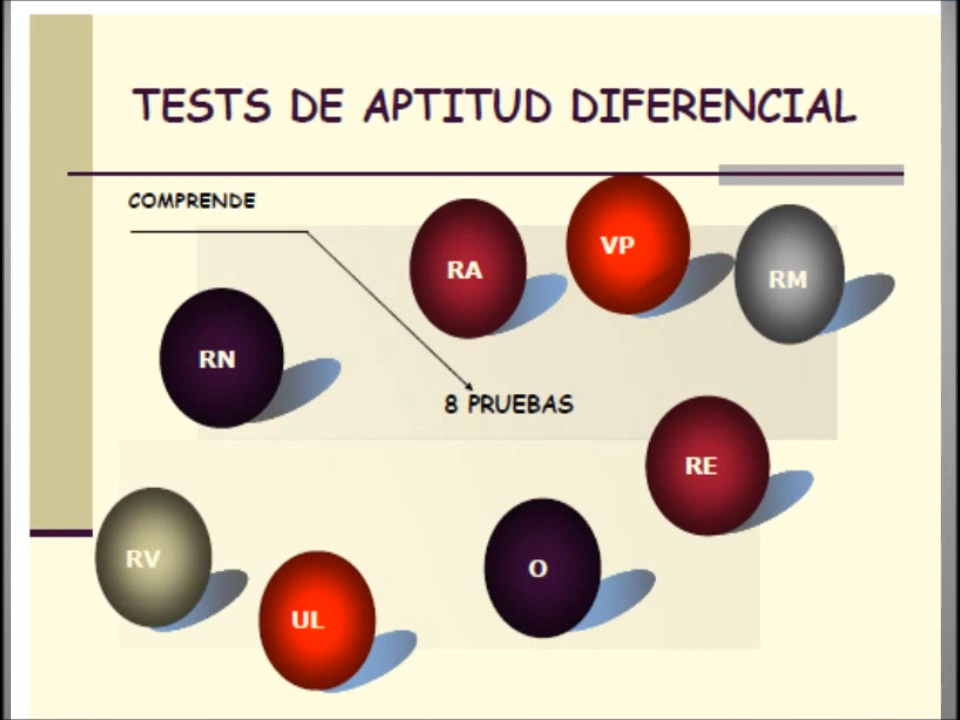 TESTS DE APTITUD DIFERENCIAL
COMPRENDE
VP
RA
RM
RN
8 PRUEBAS
RE
RV
O
UL